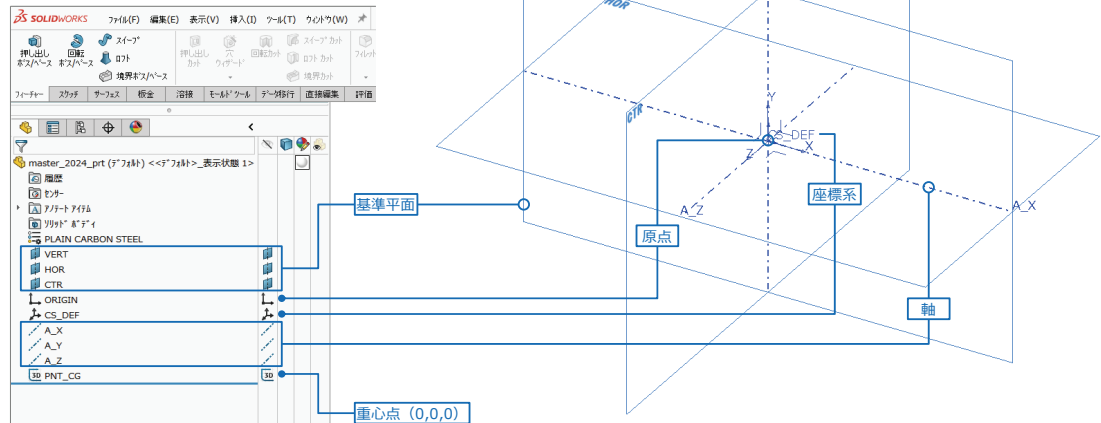 SOLIDWORKS ファイル(F) 編集(E) 表示(V) 挿入(I) ツール(T) ウィンドウ(W)
押し出し
ボス/ベース
回転
ボス/ベース
スイープ
ロフト
境界ボス/ベース
押し出し
カット
穴
ウィザード
回転カット
スイープ カット
ロフト カット
境界カット
フィレット
フィーチャー スケッチ サーフェス 板金 溶接 モールド ツール データ移行 直接編集 評価
master_2024_prt (デフォルト) <<デフォルト>_表示状態 1>
履歴
センサー
アノテート アイテム
ソリッド ボディ
PLAIN CARBON STEEL
VERT
HOR
CTR
ORIGIN
CS_DEF
A_X
A_Y
A_Z
3D PNT_CG 3D
基準平面
原点
座標系
軸
重心点（0,0,0）
HOR
CTR
Y
CS_DEF
X
Z
A_Z
A_X